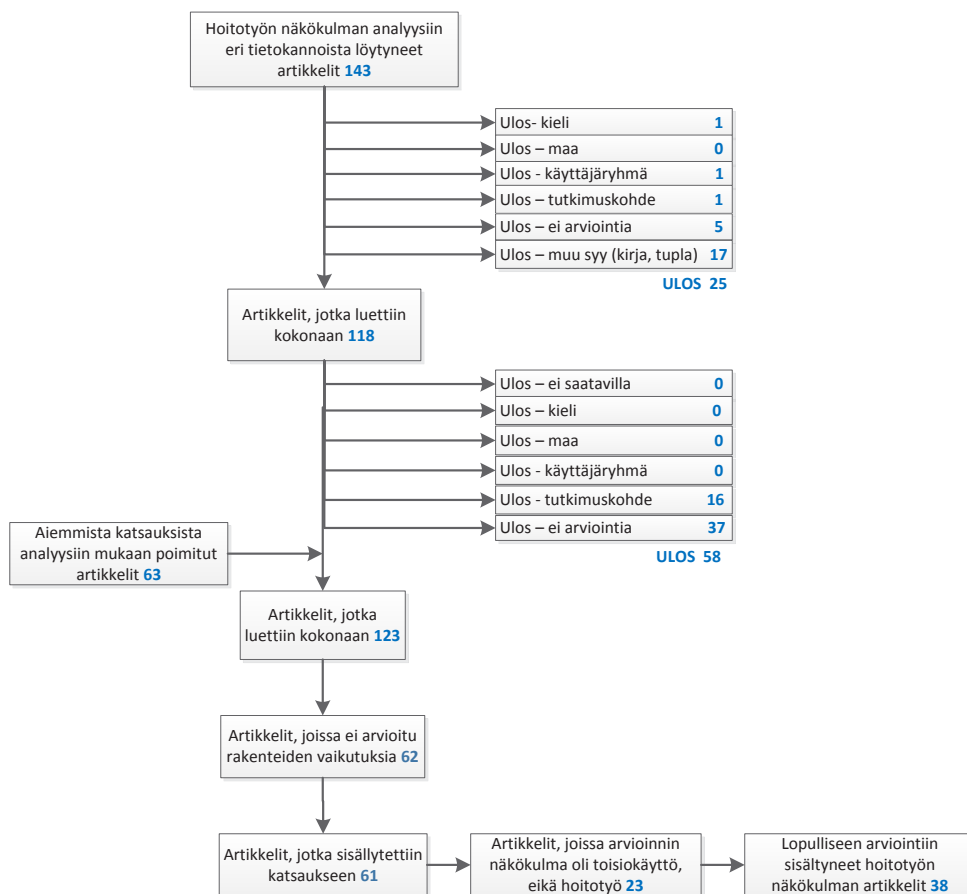 Hoitotyön näkökulman analyysiin
eri tietokannoista löytyneet
artikkelit 143
Ulos- kieli 1
Ulos – maa 0
Ulos - käyttäjäryhmä 1
Ulos – tutkimuskohde 1
Ulos – ei arviointia 5
Ulos – muu syy (kirja, tupla) 17
ULOS 25
Artikkelit, jotka luettiin
kokonaan 118
Ulos – ei saatavilla 0
Ulos – kieli 0
Ulos – maa 0
Ulos - käyttäjäryhmä 0
Ulos - tutkimuskohde 16
Ulos – ei arviointia 37
ULOS 58
Aiemmista katsauksista
analyysiin mukaan poimitut
artikkelit 63
Artikkelit, jotka
luettiin kokonaan 123
Artikkelit, joissa ei arvioitu
rakenteiden vaikutuksia 62
Artikkelit, jotka sisällytettiin
katsaukseen 61
Artikkelit, joissa arvioinnin
näkökulma oli toisiokäyttö,
eikä hoitotyö 23
Lopulliseen arviointiin
sisältyneet hoitotyön
näkökulman artikkelit 38